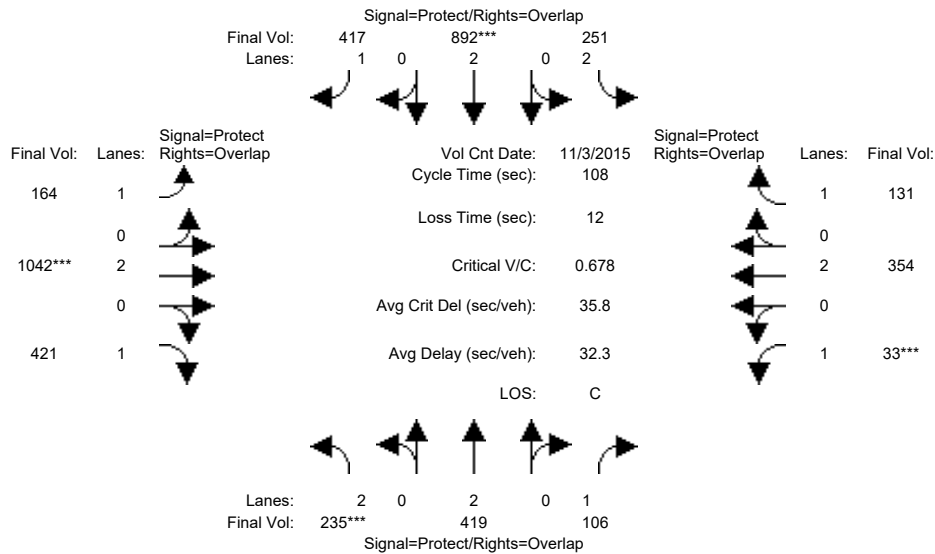 Signal=Protect/Rights=Overlap
Final Vol: 417 892*** 251
Lanes: 1 0 2 0 2
Signal=Protect
Final Vol: Lanes: Rights=Overlap
Vol Cnt Date: 11/3/2015
Signal=Protect
Rights=Overlap Lanes: Final Vol:
Cycle Time (sec): 108
164 1
1 131
Loss Time (sec): 12
0
0
1042*** 2
Critical V/C: 0.678
2 354
0
Avg Crit Del (sec/veh): 35.8
0
421 1
Avg Delay (sec/veh): 32.3
1 33***
LOS: C
Lanes: 2 0 2 0 1
Final Vol: 235*** 419 106
Signal=Protect/Rights=Overlap